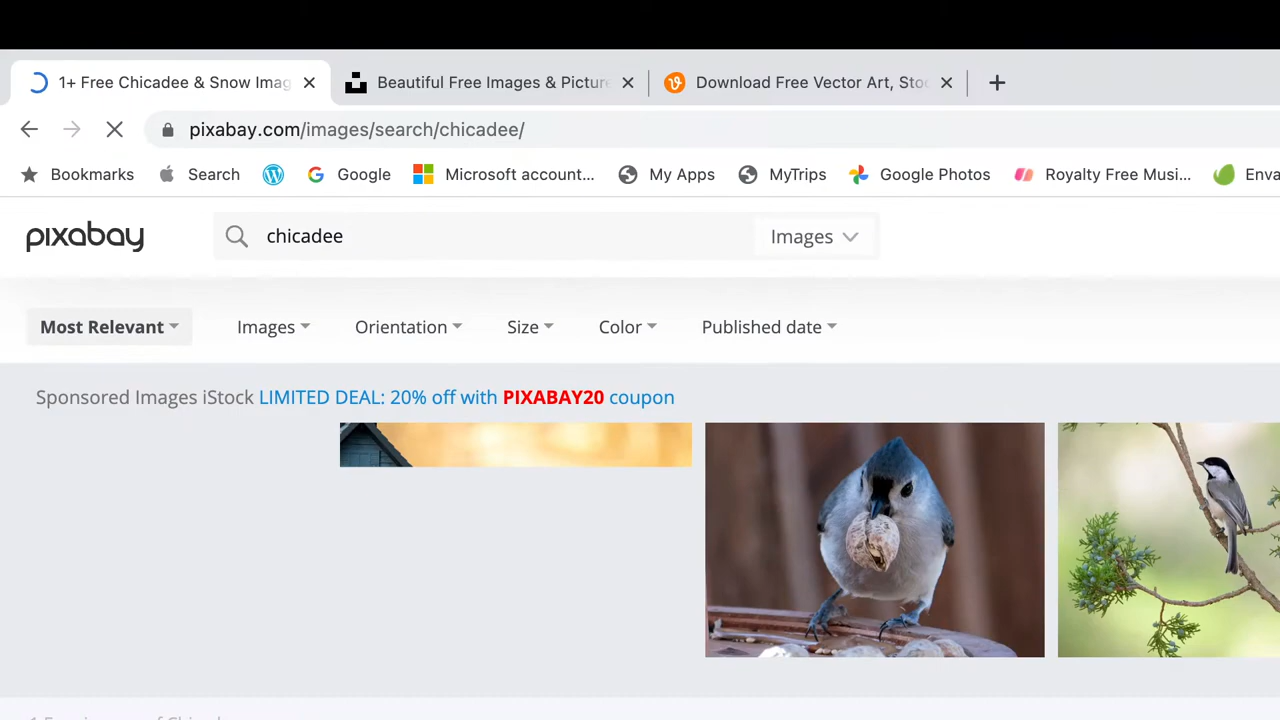 1+ Free Chicadee & Snow Imag
Beautiful Free Images & Picture
Download Free Vector Art, Stoc
pixabay.com/images/search/chicadee/
Bookmarks
Search
Google
Microsoft account...
My Apps
MyTrips
Google Photos
Royalty Free Musi...
Enva
pixabay
chicadee
Images
Most Relevant
Images
Orientation
Size
Color
Published date
Sponsored Images iStock LIMITED DEAL: 20% off with PIXABAY20 coupon